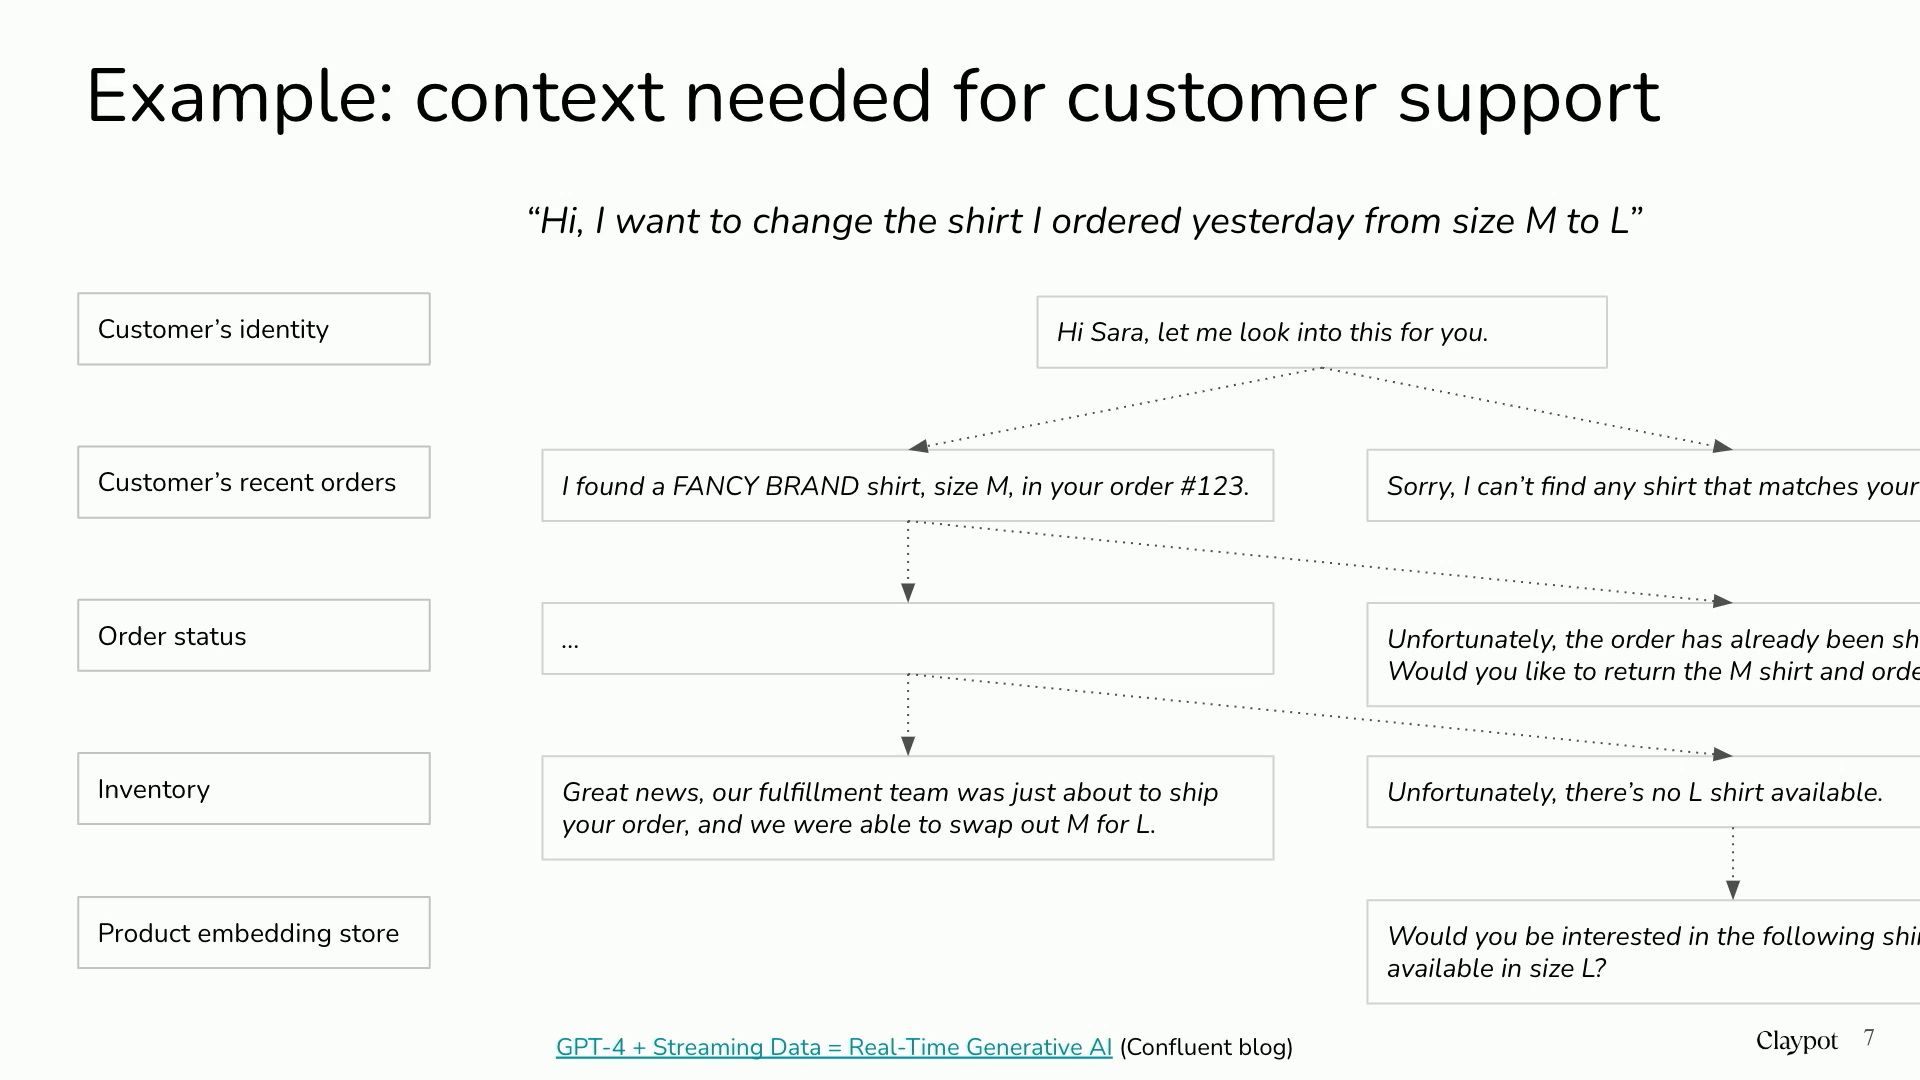 Example: context needed for customer support
“Hi, I want to change the shirt I ordered yesterday from size M to L”
Customer’s identity
Hi Sara, let me look into this for you.
Customer’s recent orders
I found a FANCY BRAND shirt, size M, in your order #123.
Sorry, I can’t find any shirt that matches your
Order status
...
Unfortunately, the order has already been
Would you like to return the M shirt and
Inventory
Great news, our fulfillment team was just about to ship
your order, and we were able to swap out M for L.
Unfortunately, there’s no L shirt available.
Product embedding store
Would you be interested in the following
available in size L?
GPT-4 + Streaming Data = Real-Time Generative AI (Confluent blog)
Claypot 7